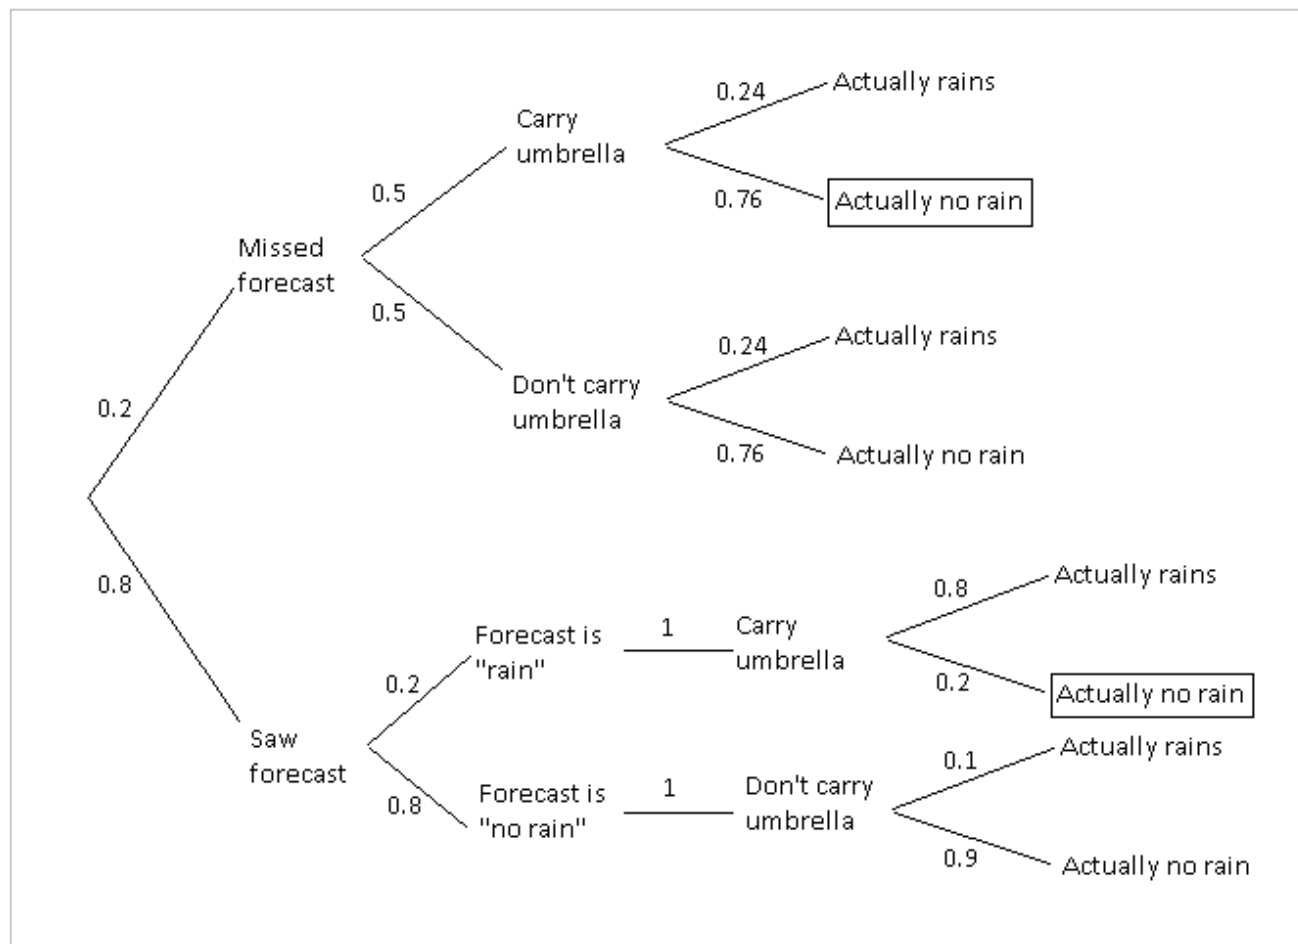 0.24
Actually rains
Carry
umbrella
0.5
0.76
Actually no rain
Missed
forecast
0.5
0.24
Actually rains
Don't carry
umbrella
0.2
0.76
Actually no rain
0.8
0.8
Actually rains
Forecast is
"rain"
1
Carry
umbrella
0.2
0.2
Actually no rain
Saw
forecast
0.1
Actually rains
0.8
Forecast is
"no rain"
1
Don't carry
umbrella
0.9
Actually no rain